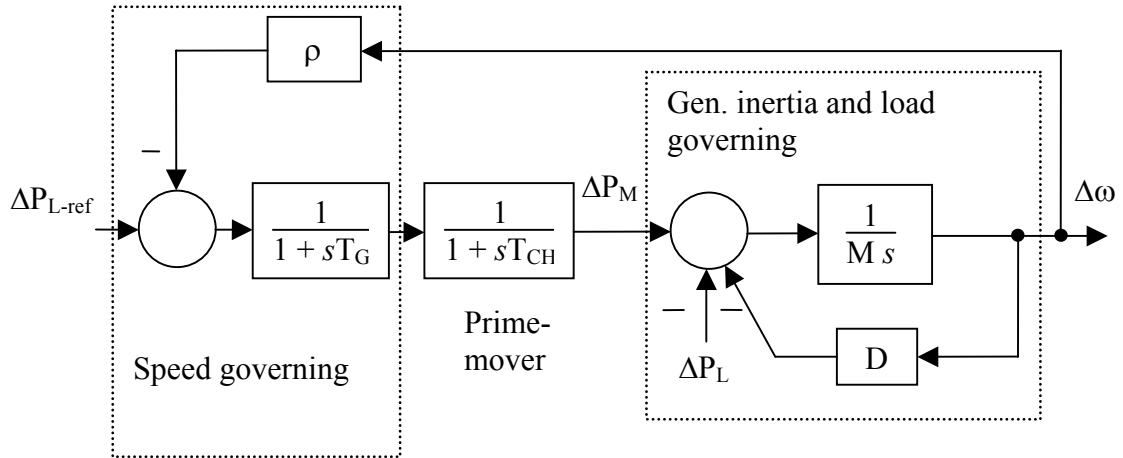 ρ
Gen. inertia and load
governing
−
ΔP_L-ref
1
1 + sT_G
1
1 + sT_CH
ΔP_M
1
M s
Δω
− −
ΔP_L
D
Prime-
mover
Speed governing